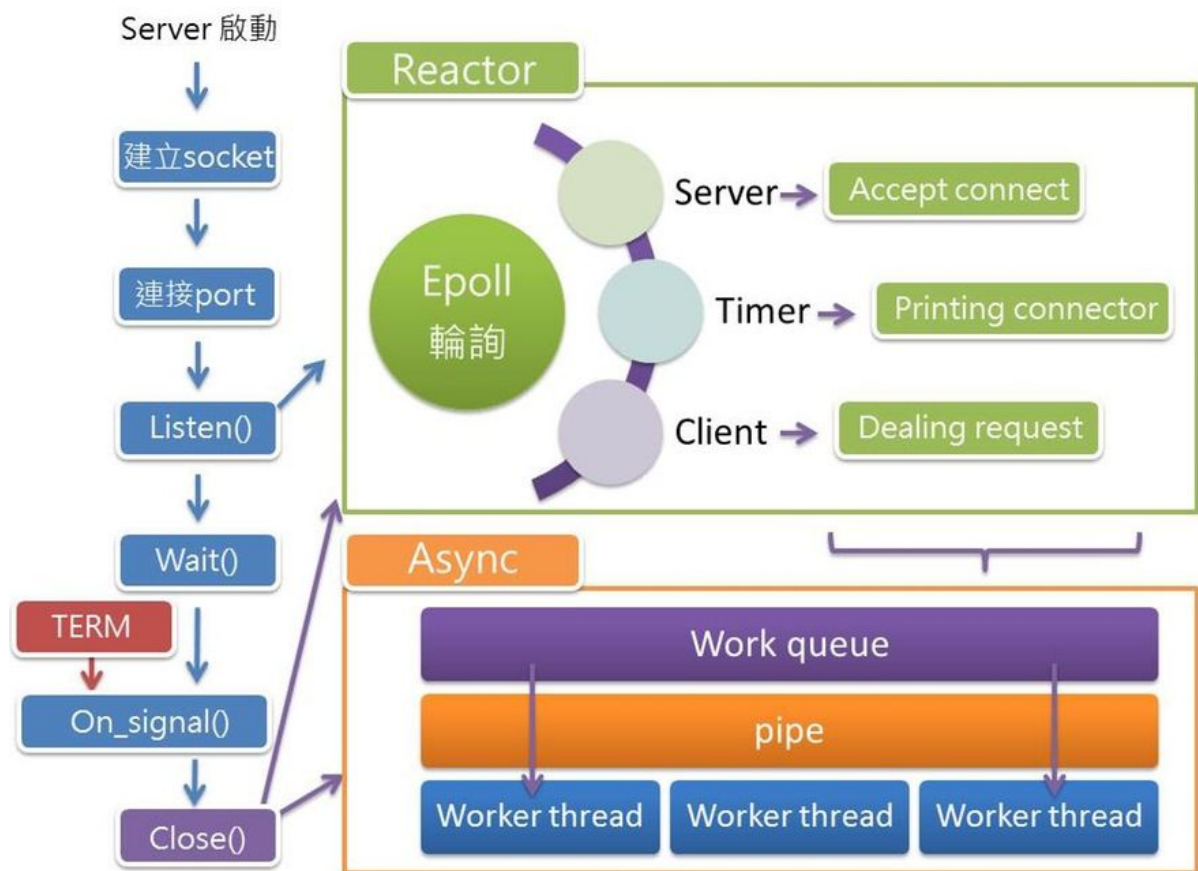 Server 啟動
建立socket
連接port
Listen()
Wait()
TERM
On_signal()
Close()
Reactor
Epoll
輪詢
Server
Accept connect
Timer
Printing connector
Client
Dealing request
Async
Work queue
pipe
Worker thread
Worker thread
Worker thread